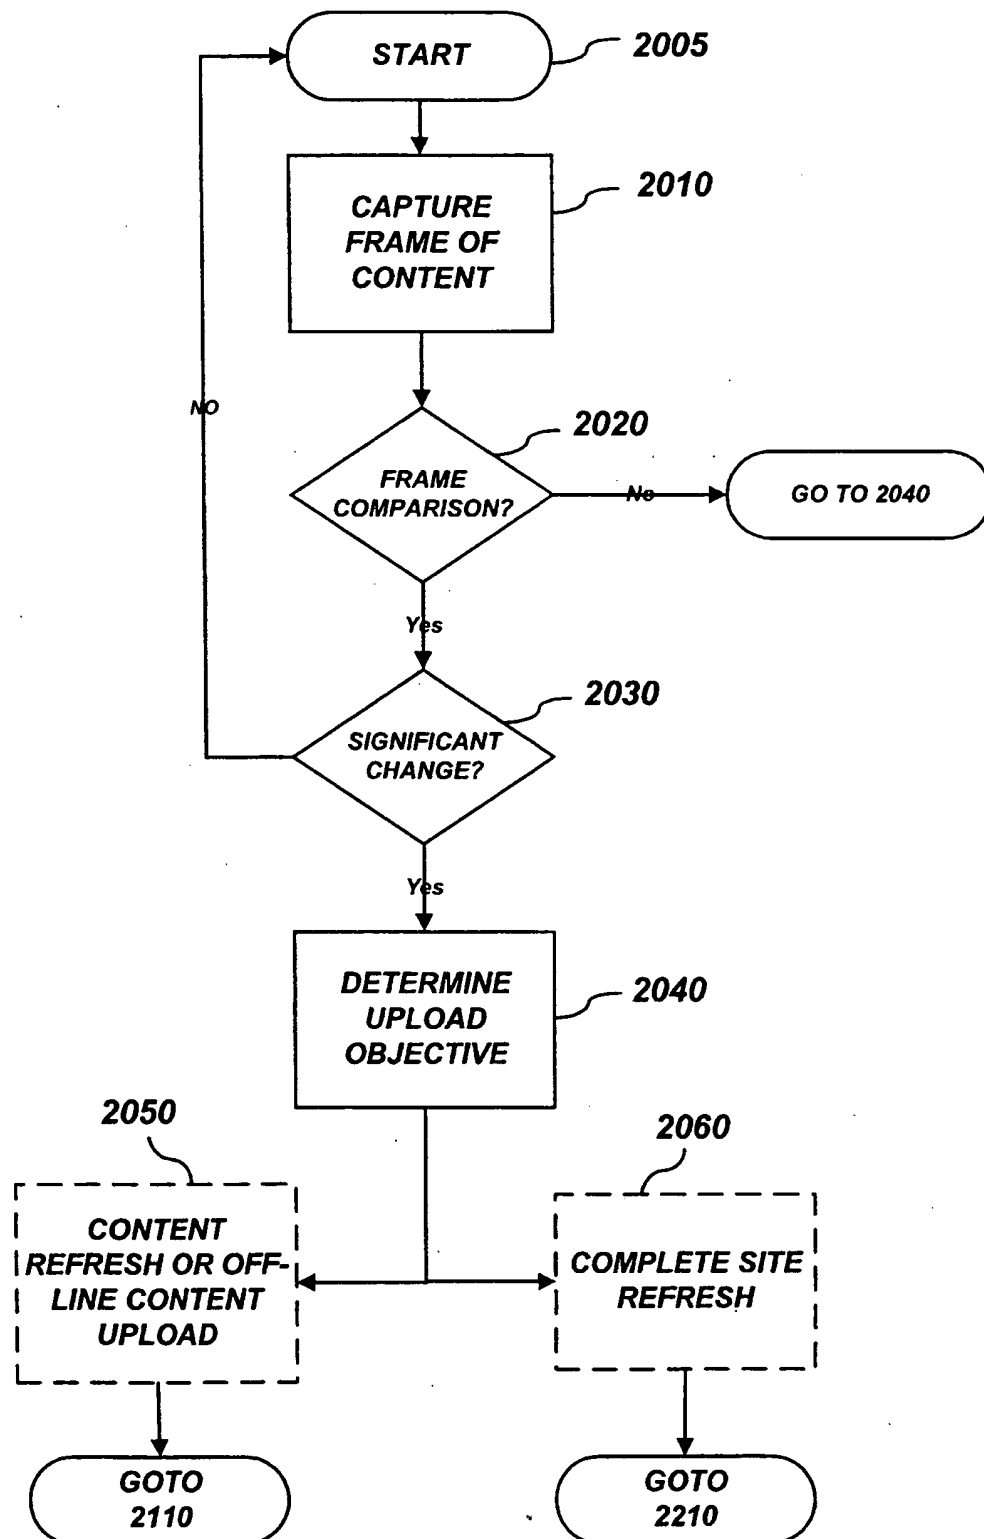 START
2005
CAPTURE
FRAME OF
CONTENT
2010
NO
FRAME
COMPARISON?
2020
No
GO TO 2040
Yes
SIGNIFICANT
CHANGE?
2030
Yes
DETERMINE
UPLOAD
OBJECTIVE
2040
2050
2060
CONTENT
REFRESH OR OFF-
LINE CONTENT
UPLOAD
COMPLETE SITE
REFRESH
GOTO
2110
GOTO
2210